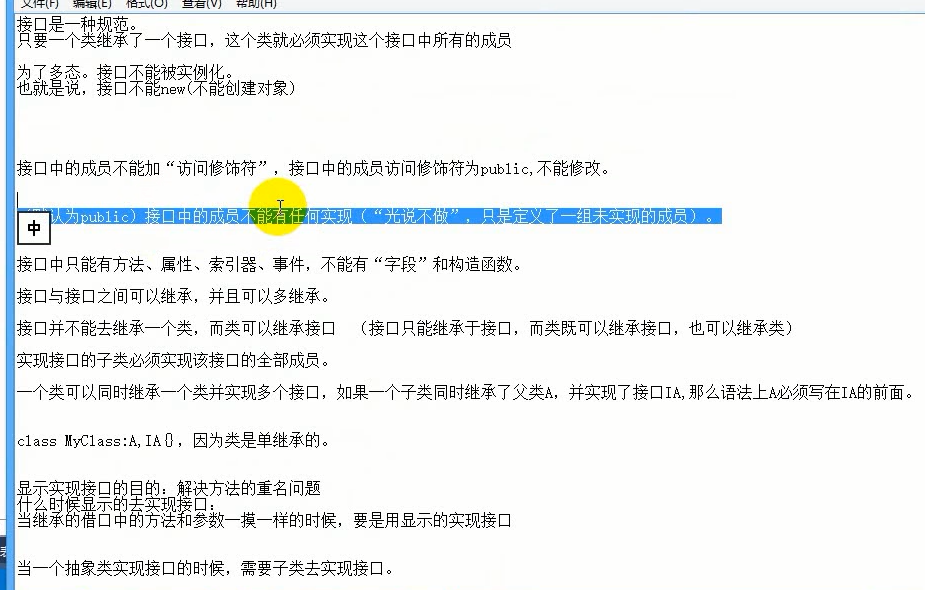 文件(F) 编辑(E) 格式(O) 查看(V) 帮助(H)
接口是一种规范。
只要一个类继承了一个接口，这个类就必须实现这个接口中所有的成员
为了多态。接口不能被实例化。
也就是说，接口不能new(不能创建对象)
接口中的成员不能加“访问修饰符”，接口中的成员访问修饰符为public,不能修改。
认为public）接口中的成员不能有任何实现（“光说不做”，只是定义了一组未实现的成员）。
中
接口中只能有方法、属性、索引器、事件，不能有“字段”和构造函数。
接口与接口之间可以继承，并且可以多继承。
接口并不能去继承一个类，而类可以继承接口 （接口只能继承于接口，而类既可以继承接口，也可以继承类）
实现接口的子类必须实现该接口的全部成员。
一个类可以同时继承一个类并实现多个接口，如果一个子类同时继承了父类A，并实现了接口IA,那么语法上A必须写在IA的前面。
class MyClass:A,IA{}，因为类是单继承的。
显示实现接口的目的：解决方法的重名问题
什么时候显示的去实现接口：
当继承的借口中的方法和参数一摸一样的时候，要是用显示的实现接口
当一个抽象类实现接口的时候，需要子类去实现接口。